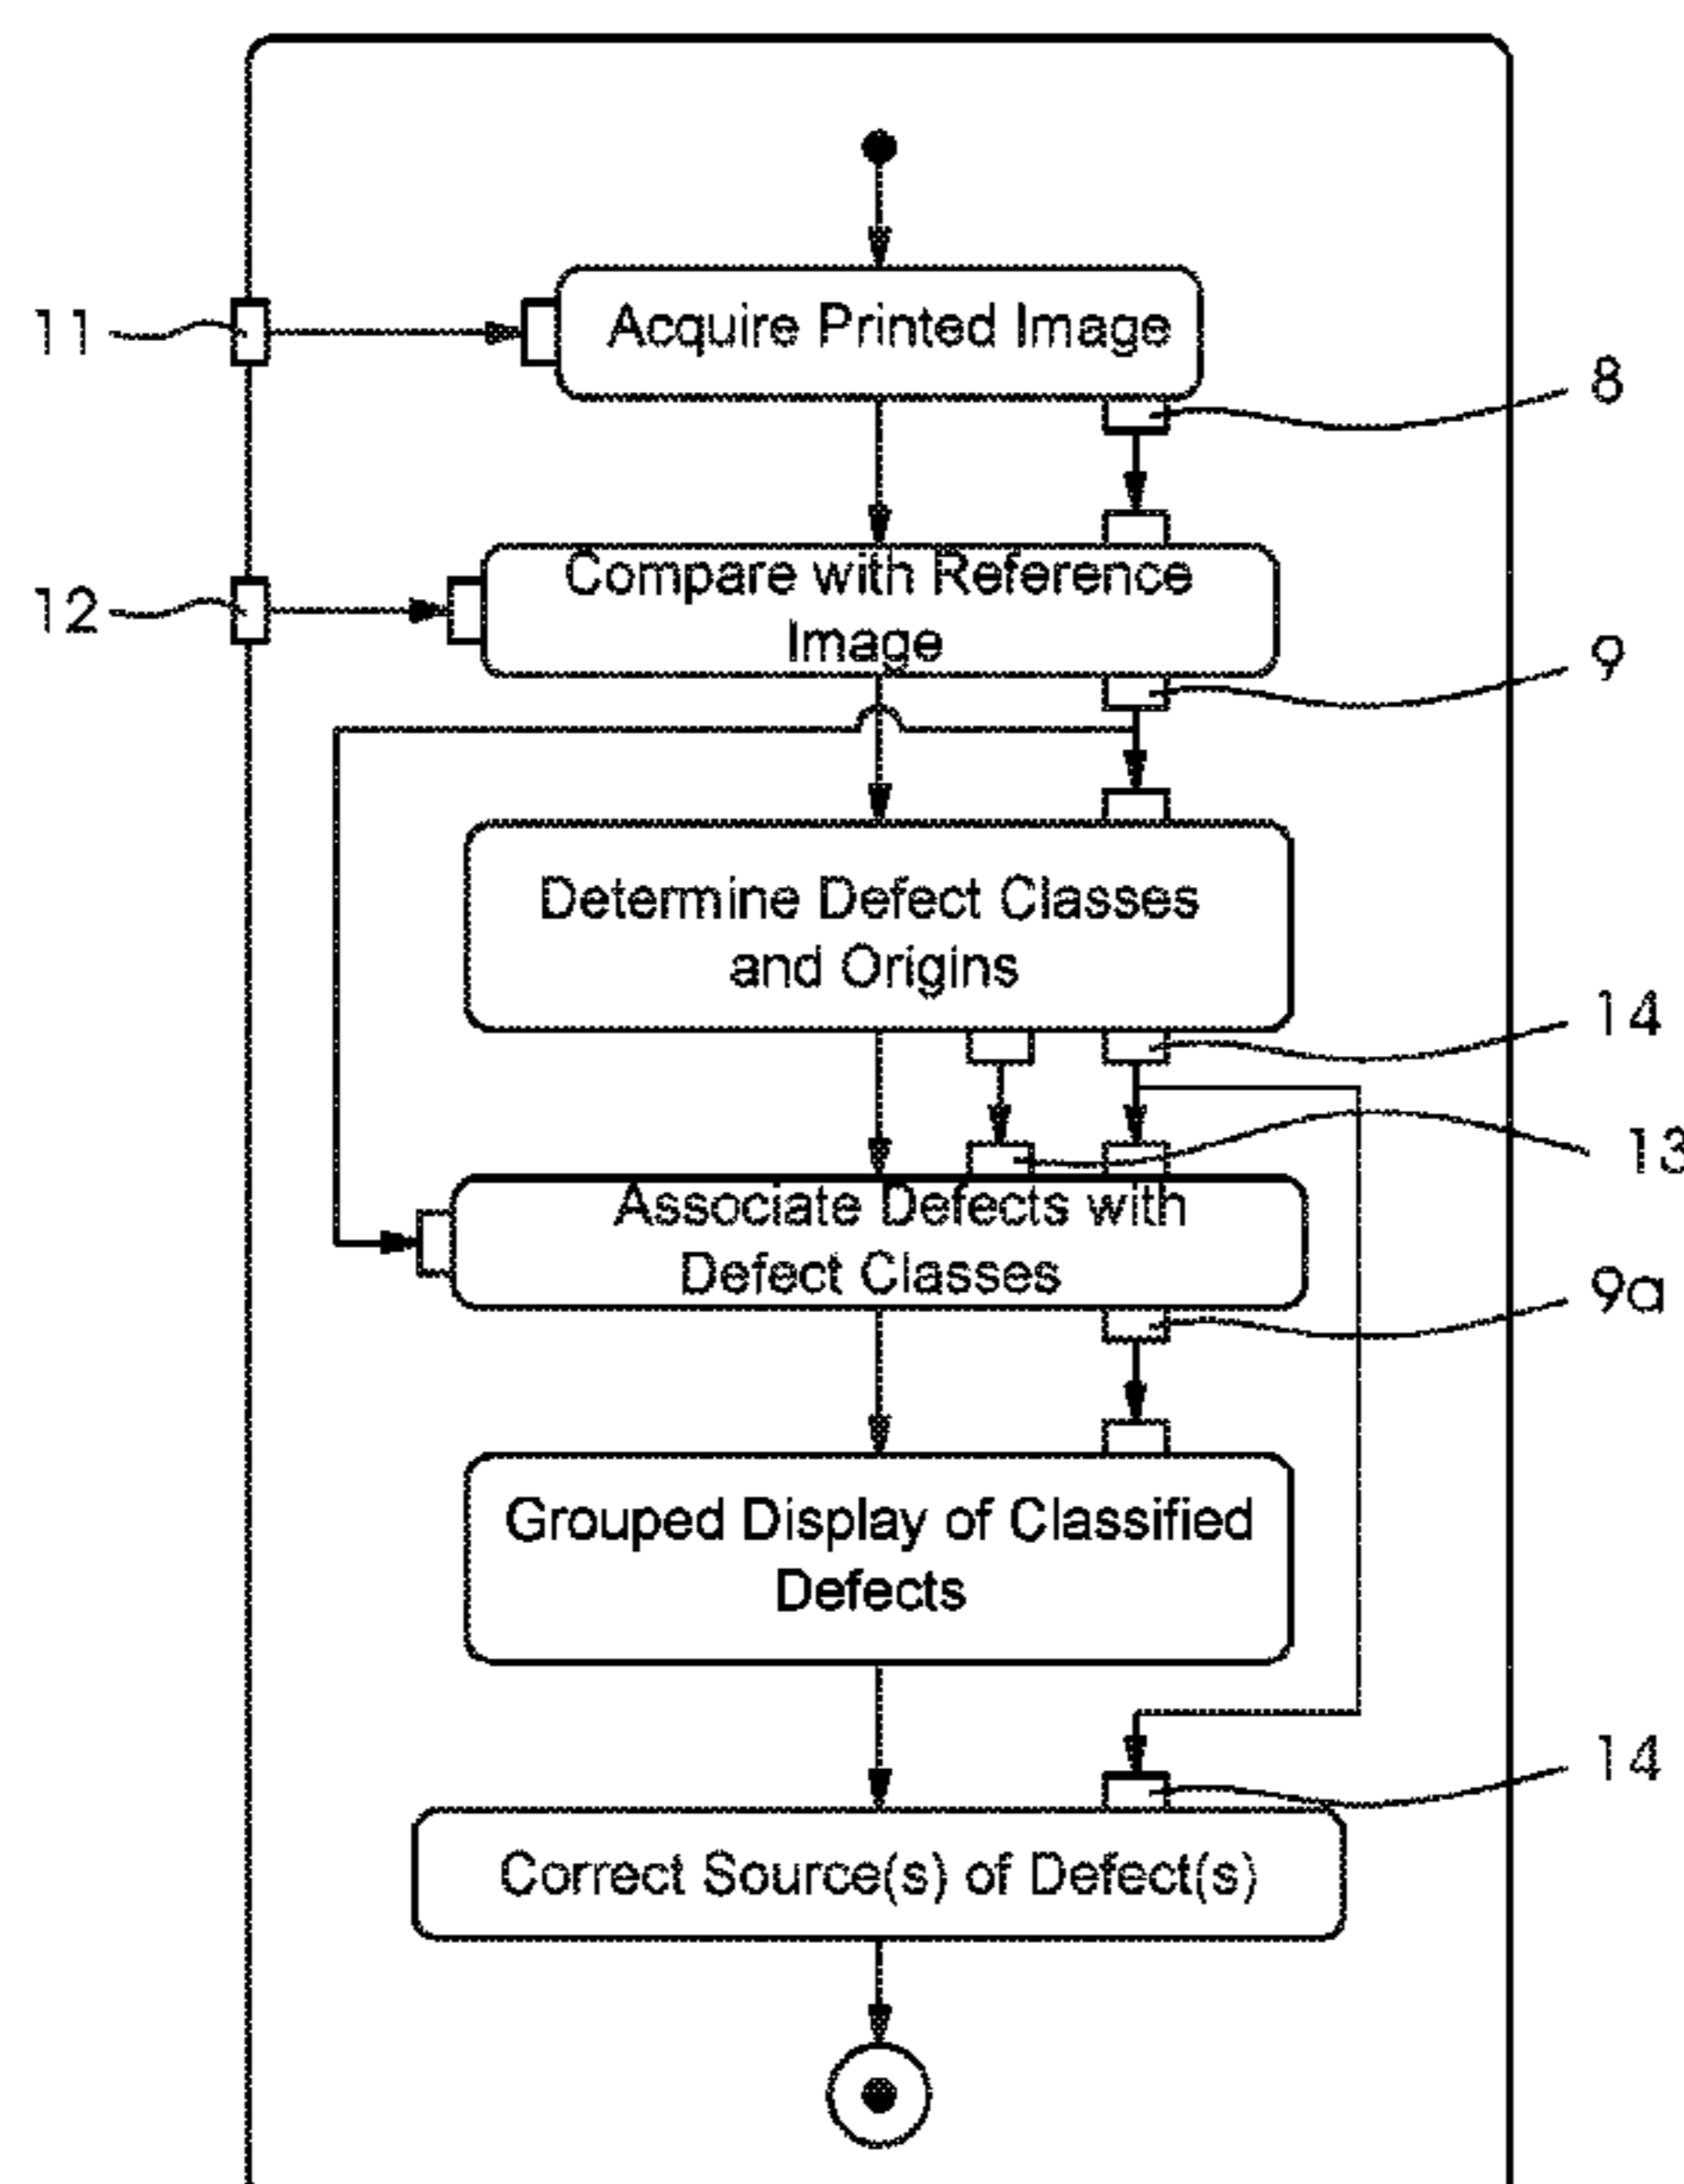 11
Acquire Printed Image
8
12
Compare with Reference
Image
9
Determine Defect Classes
and Origins
14
13
Associate Defects with
Defect Classes
9a
Grouped Display of Classified
Defects
14
Correct Source(s) of Defect(s)